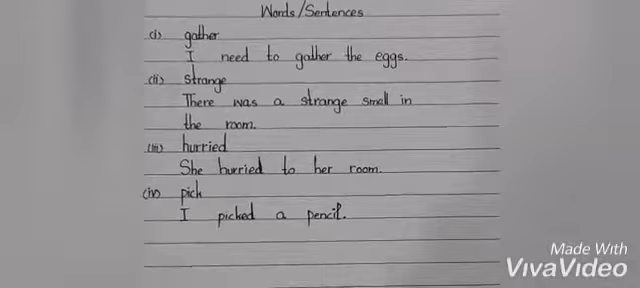 Words/Sentences
(i) gather
I need to gather the eggs.
(ii) strange
There was a strange smell in
the room.
(iii) hurried
She hurried to her room.
(iv) pick
I picked a pencil.
Made With
VivaVideo